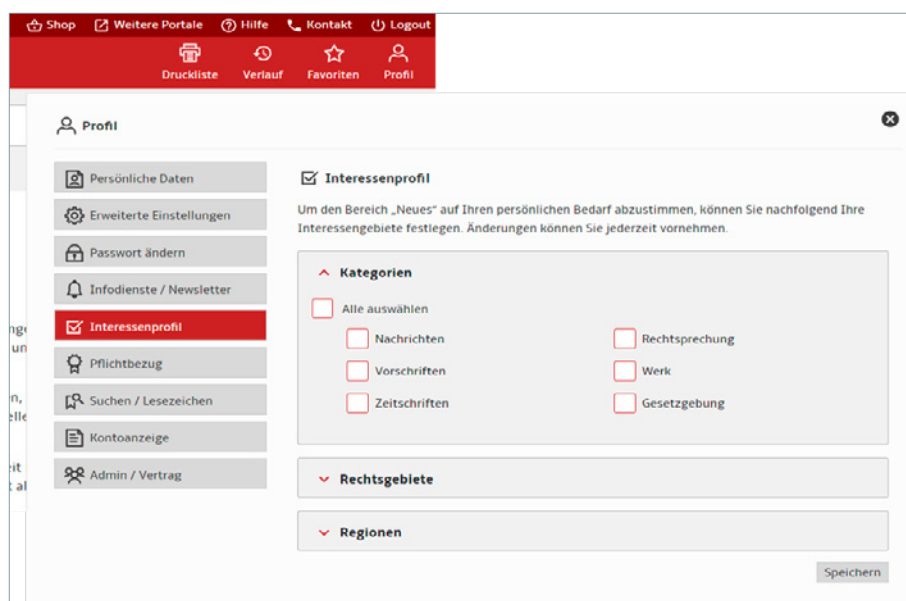 Shop Weitere Portale Hilfe Kontakt Logout
Druckliste Verlauf Favoriten Profil
Profil
Persönliche Daten
Erweiterte Einstellungen
Passwort ändern
Infodienste / Newsletter
Interessenprofil
Pflichtbezug
Suchen / Lesezeichen
Kontoanzeige
Admin / Vertrag
Interessenprofil
Um den Bereich „Neues“ auf Ihren persönlichen Bedarf abzustimmen, können Sie nachfolgend Ihre
Interessengebiete festlegen. Änderungen können Sie jederzeit vornehmen.
Kategorien
Alle auswählen
Nachrichten Rechtsprechung
Vorschriften Werk
Zeitschriften Gesetzgebung
Rechtsgebiete
Regionen
Speichern